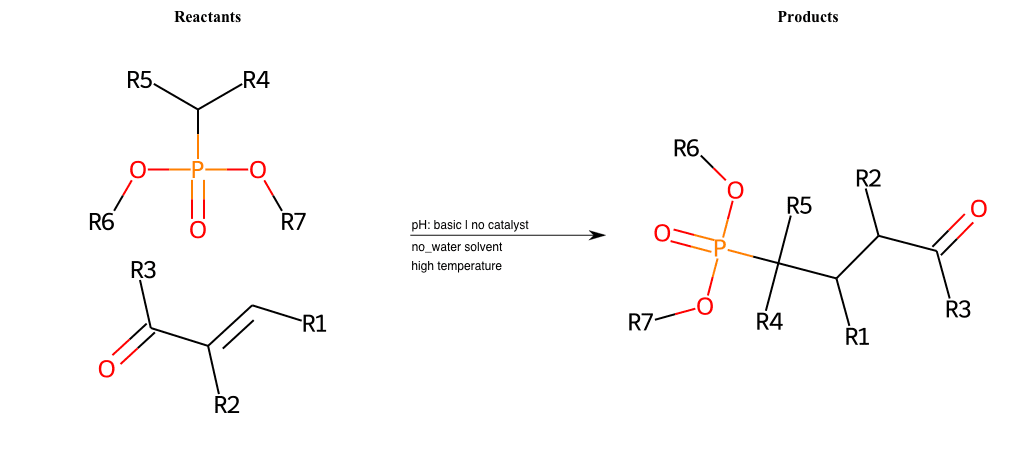 Reactants
Products
R5
R4
O
P
O
R6
R7
O
R3
R1
O
R2
pH: basic | no catalyst
no_water solvent
high temperature
R6
O
R2
R5
O
O
P
O
R7
R4
R3
R1